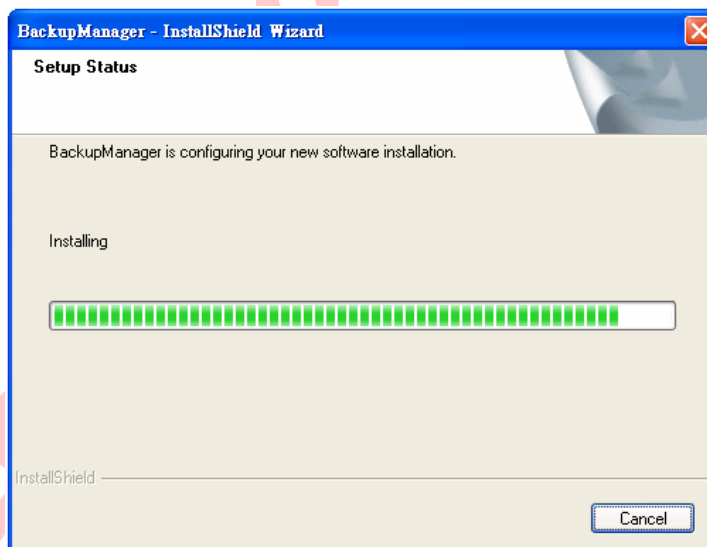 BackupManager - InstallShield Wizard
Setup Status
BackupManager is configuring your new software installation.
Installing
InstallShield
Cancel